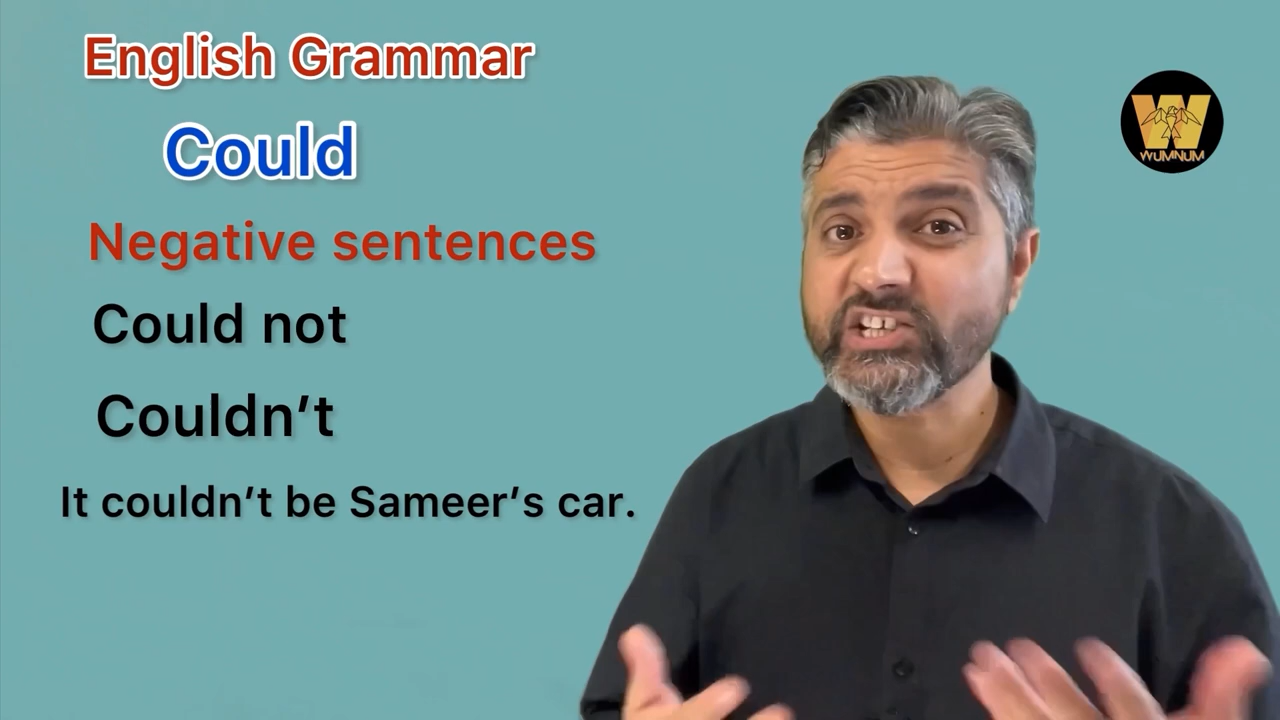 English Grammar
Could
Negative sentences
Could not
Couldn’t
It couldn’t be Sameer’s car.
W
WUMNUM